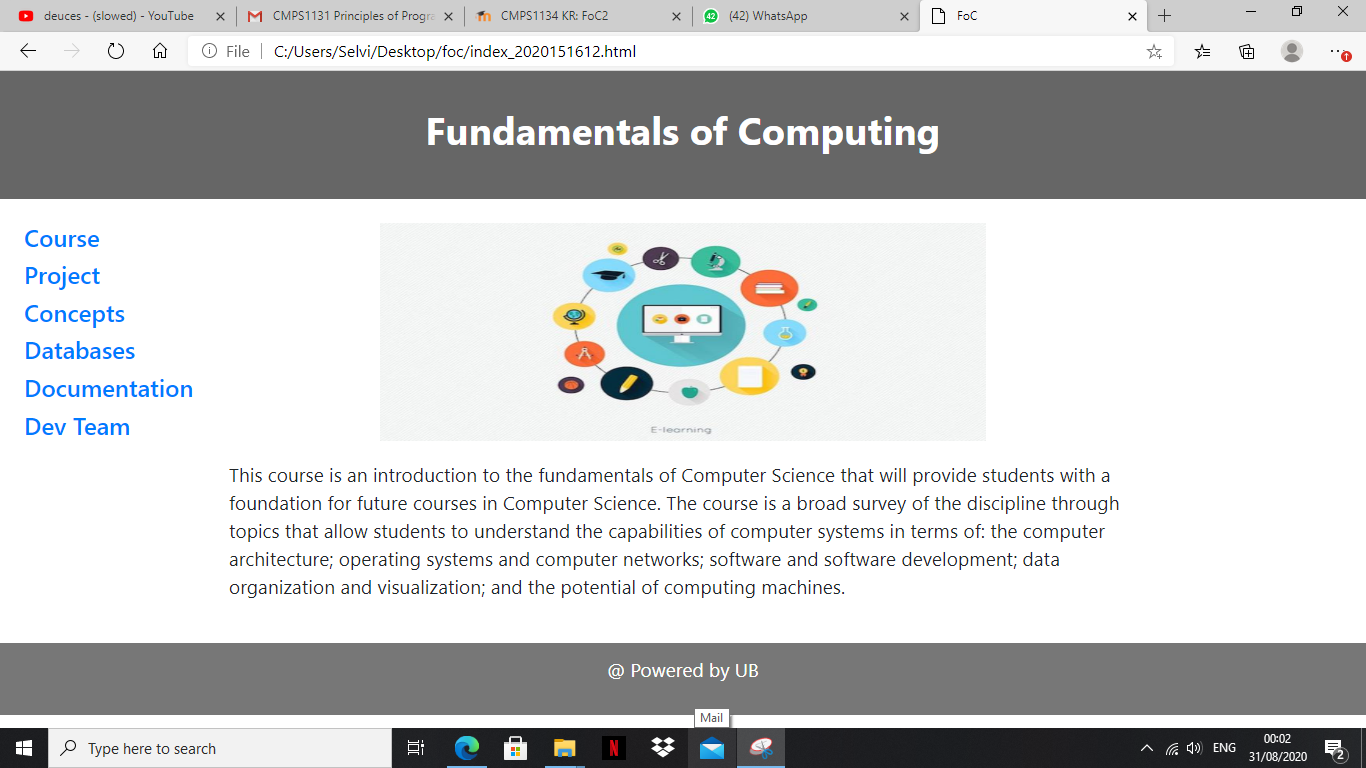 deuces - (slowed) - YouTube
CMPS1131 Principles of Progra
CMPS1134 KR: FoC2
42
(42) WhatsApp
FoC
File
C:/Users/Selvi/Desktop/foc/index_2020151612.html
Fundamentals of Computing
Course
Project
Concepts
Databases
Documentation
Dev Team
E-learning
This course is an introduction to the fundamentals of Computer Science that will provide students with a
foundation for future courses in Computer Science. The course is a broad survey of the discipline through
topics that allow students to understand the capabilities of computer systems in terms of: the computer
architecture; operating systems and computer networks; software and software development; data
organization and visualization; and the potential of computing machines.
@ Powered by UB
Mail
Type here to search
N
ENG
00:02
31/08/2020
2